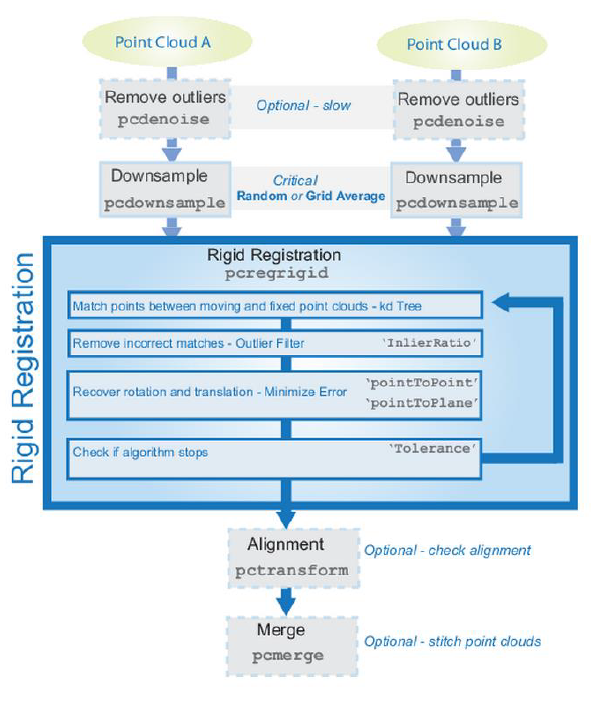 Point Cloud A
Point Cloud B
Remove outliers
pcdenoise
Optional - slow
Remove outliers
pcdenoise
Downsample
pcdownsample
Critical
Random or Grid Average
Downsample
pcdownsample
Rigid Registration
Rigid Registration
pcregrigid
Match points between moving and fixed point clouds - kd Tree
Remove incorrect matches - Outlier Filter
‘InlierRatio’
Recover rotation and translation - Minimize Error
‘pointToPoint’
‘pointToPlane’
Check if algorithm stops
‘Tolerance’
Alignment
pctransform
Optional - check alignment
Merge
pcmerge
Optional - stitch point clouds